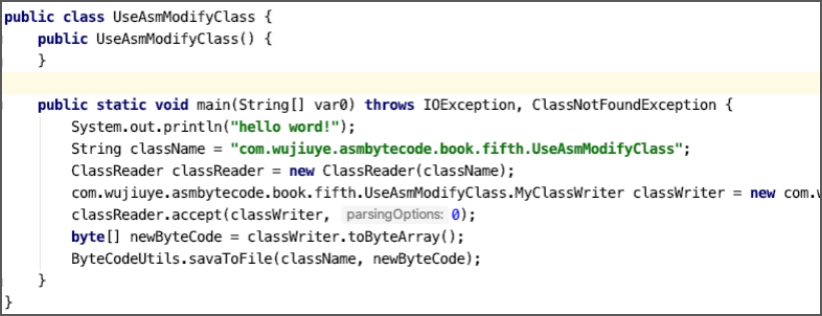 public class UseAsmModifyClass {
public UseAsmModifyClass() {
}
public static void main(String[] var0) throws IOException, ClassNotFoundException {
System.out.println("hello word!");
String className = "com.wujiuye.asmbytecode.book.fifth.UseAsmModifyClass";
ClassReader classReader = new ClassReader(className);
com.wujiuye.asmbytecode.book.fifth.UseAsmModifyClass.MyClassWriter classWriter = new com.
classReader.accept(classWriter, parsingOptions: 0);
byte[] newByteCode = classWriter.toByteArray();
ByteCodeUtils.savaToFile(className, newByteCode);
}
}